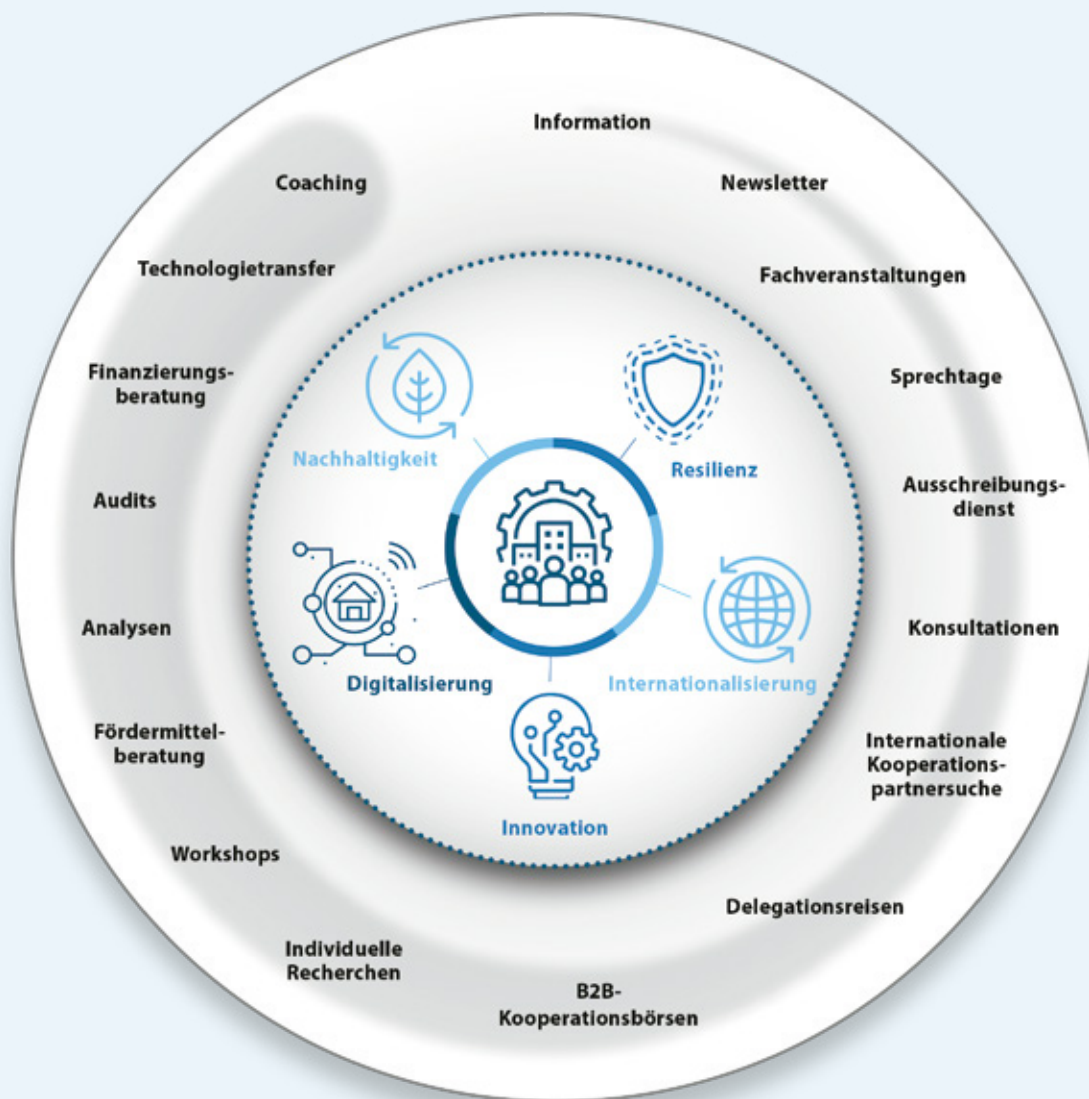 Information
Newsletter
Fachveranstaltungen
Sprechtage
Ausschreibungs-
dienst
Konsultationen
Internationale
Kooperations-
partnersuche
Delegationsreisen
B2B-
Kooperationsbörsen
Individuelle
Recherchen
Workshops
Fördermittel-
beratung
Analysen
Audits
Finanzierungs-
beratung
Technologietransfer
Coaching
Nachhaltigkeit
Resilienz
Internationalisierung
Innovation
Digitalisierung